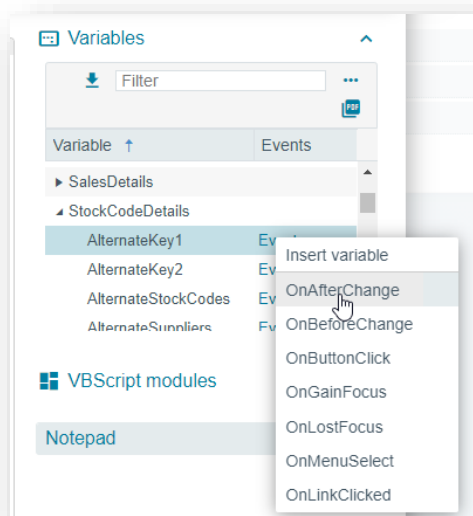 Variables
Filter
PDF
Variable ↑ Events
SalesDetails
StockCodeDetails
AlternateKey1
AlternateKey2
AlternateStockCodes
AlternateSuppliers
Insert variable
OnAfterChange
OnBeforeChange
OnButtonClick
OnGainFocus
OnLostFocus
OnMenuSelect
OnLinkClicked
VBScript modules
Notepad